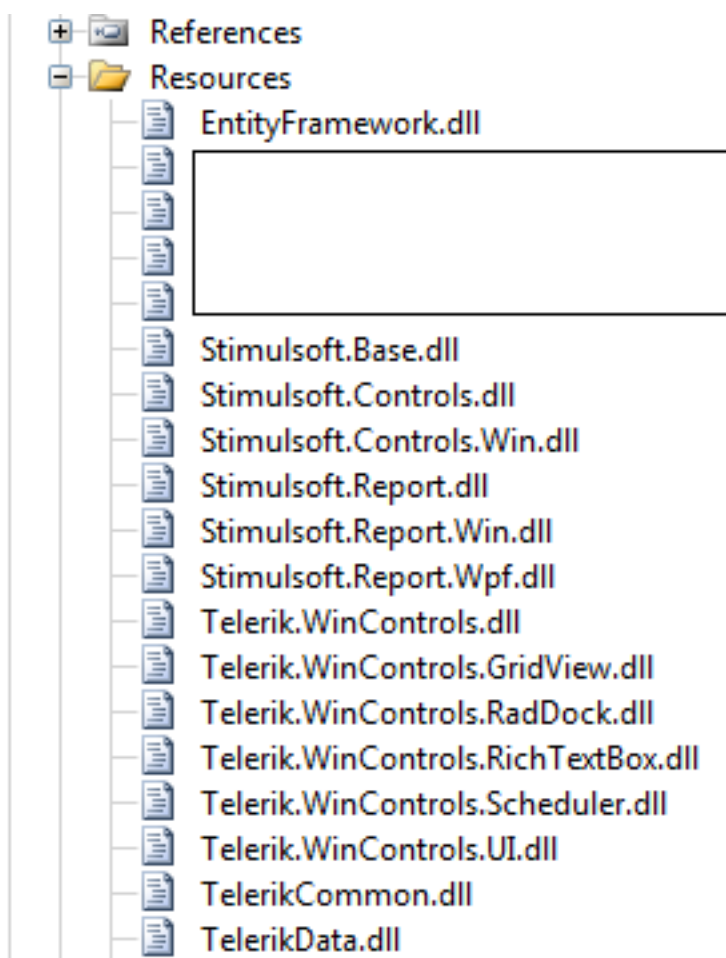 References
Resources
EntityFramework.dll
Stimulsoft.Base.dll
Stimulsoft.Controls.dll
Stimulsoft.Controls.Win.dll
Stimulsoft.Report.dll
Stimulsoft.Report.Win.dll
Stimulsoft.Report.Wpf.dll
Telerik.WinControls.dll
Telerik.WinControls.GridView.dll
Telerik.WinControls.RadDock.dll
Telerik.WinControls.RichTextBox.dll
Telerik.WinControls.Scheduler.dll
Telerik.WinControls.UI.dll
TelerikCommon.dll
TelerikData.dll